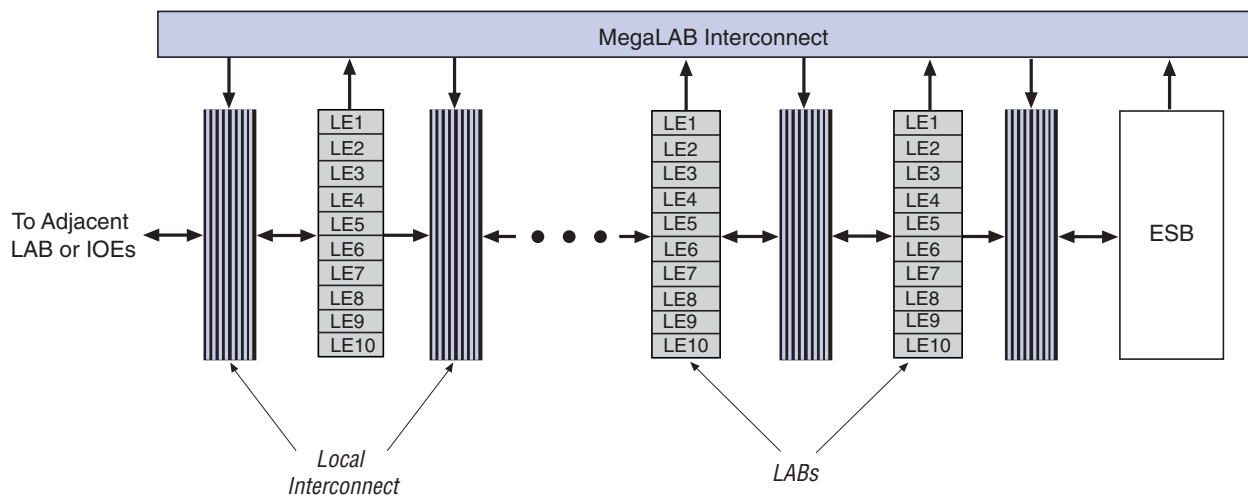 MegaLAB Interconnect
To Adjacent
LAB or IOEs
LE1
LE2
LE3
LE4
LE5
LE6
LE7
LE8
LE9
LE10
LE1
LE2
LE3
LE4
LE5
LE6
LE7
LE8
LE9
LE10
LE1
LE2
LE3
LE4
LE5
LE6
LE7
LE8
LE9
LE10
ESB
Local
Interconnect
LABs